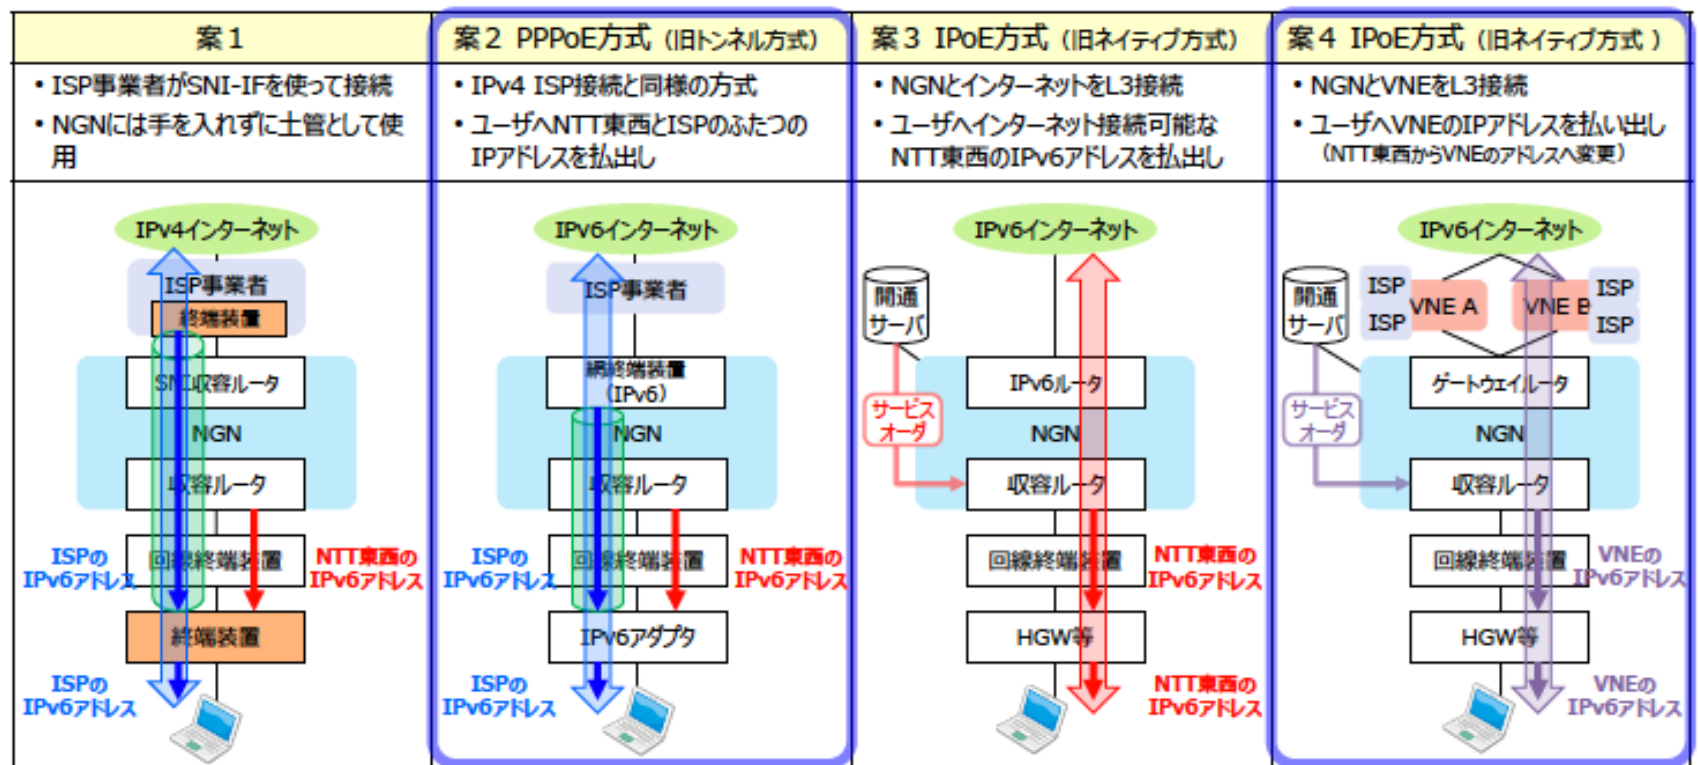 案1
• ISP事業者がSNI-IFを使って接続
• NGNには手を入れずに土管として使
用
IPv4インターネット
ISP事業者
終端装置
SNI収容ルータ
NGN
収容ルータ
回線終端装置
ISPの
IPv6アドレス
NTT東西の
IPv6アドレス
終端装置
ISPの
IPv6アドレス
案2 PPPoE方式（旧トンネル方式）
• IPv4 ISP接続と同様の方式
• ユーザへNTT東西とISPのふたつの
IPアドレスを払出し
IPv6インターネット
ISP事業者
網終端装置
(IPv6)
NGN
収容ルータ
回線終端装置
ISPの
IPv6アドレス
NTT東西の
IPv6アドレス
IPv6アダプタ
ISPの
IPv6アドレス
案3 IPoE方式（旧ネイティブ方式）
• NGNとインターネットをL3接続
• ユーザへインターネット接続可能な
NTT東西のIPv6アドレスを払出し
IPv6インターネット
開通
サーバ
IPv6ルータ
サービス
オーダ
NGN
収容ルータ
回線終端装置
NTT東西の
IPv6アドレス
HGW等
NTT東西の
IPv6アドレス
案4 IPoE方式（旧ネイティブ方式 ）
• NGNとVNEをL3接続
• ユーザへVNEのIPアドレスを払い出し
（NTT東西からVNEのアドレスへ変更）
IPv6インターネット
開通
サーバ
ISP
ISP
VNE A
VNE B
ISP
ISP
ゲートウェイルータ
サービス
オーダ
NGN
収容ルータ
回線終端装置
VNEの
IPv6アドレス
HGW等
VNEの
IPv6アドレス